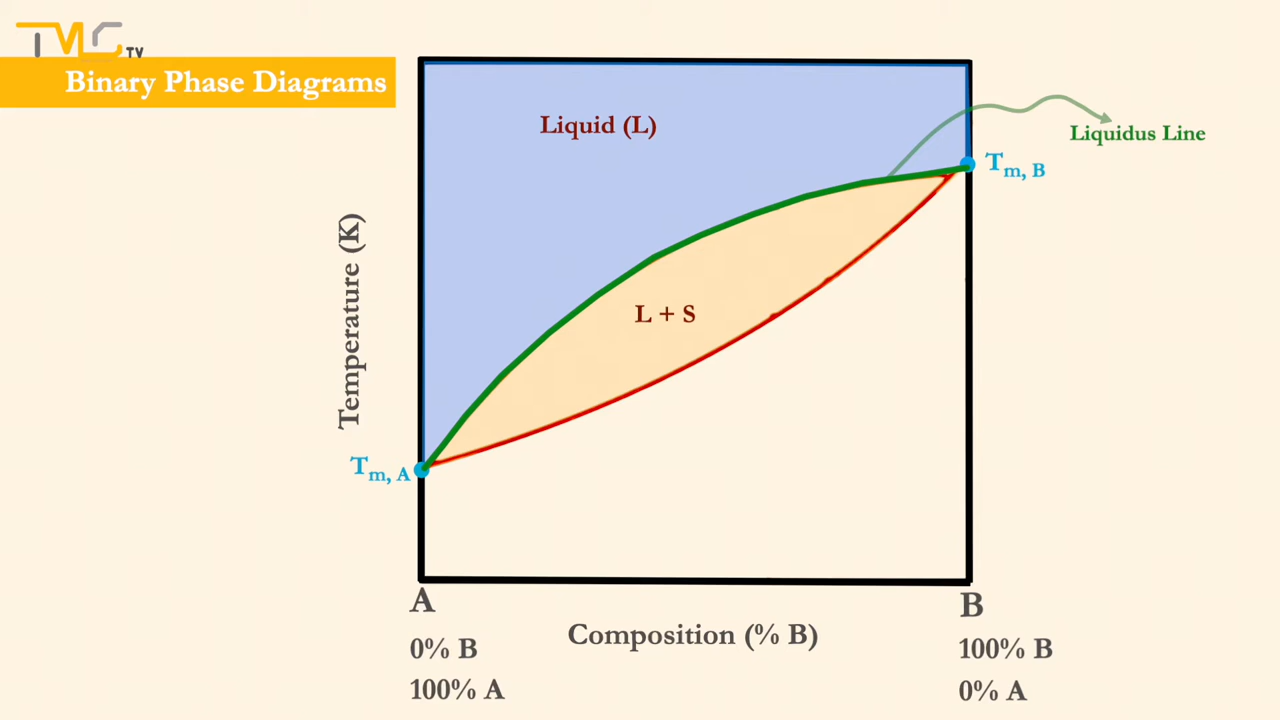 TMC TV
Binary Phase Diagrams
Liquid (L)
Liquidus Line
Tm, B
Temperature (K)
L + S
Tm, A
A
B
Composition (% B)
0% B
100% B
100% A
0% A